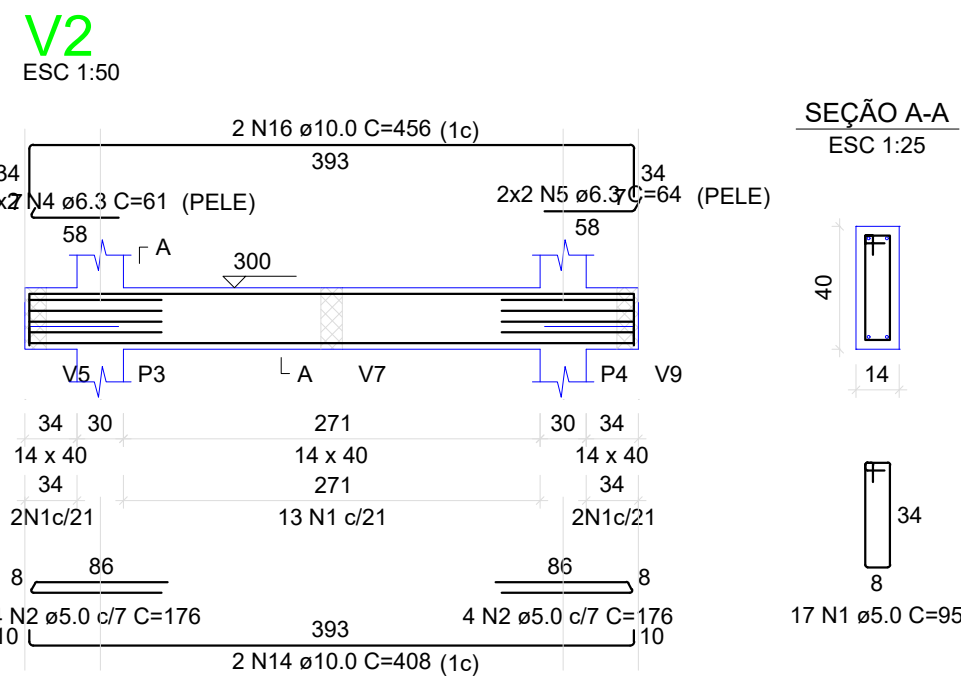 V2
ESC 1:50
SEÇÃO A-A
ESC 1:25
2 N16 ø10.0 C=456 (1c)
393
34
34
2x2 N4 ø6.3 C=61 (PELE)
7
2x2 N5 ø6.3 C=64 (PELE)
7
58
58
A
300
40
14
V5
P3
A
V7
P4
V9
34
30
271
30
34
14 x 40
14 x 40
14 x 40
34
271
34
2N1c/21
13 N1 c/21
2N1c/21
34
8
17 N1 ø5.0 C=95
8
86
86
8
4 N2 ø5.0 c/7 C=176
4 N2 ø5.0 c/7 C=176
10
393
10
2 N14 ø10.0 C=408 (1c)